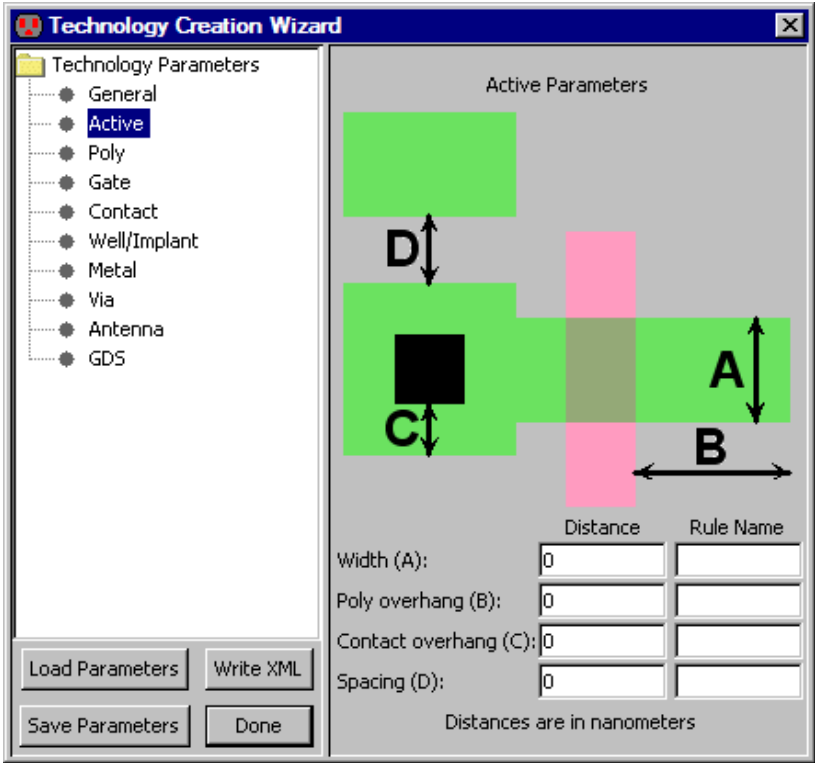 Technology Creation Wizard
Technology Parameters
General
Active
Poly
Gate
Contact
Well/Implant
Metal
Via
Antenna
GDS
Load Parameters
Write XML
Save Parameters
Done
Active Parameters
D
A
C
B
Distance Rule Name
Width (A): 0
Poly overhang (B): 0
Contact overhang (C): 0
Spacing (D): 0
Distances are in nanometers